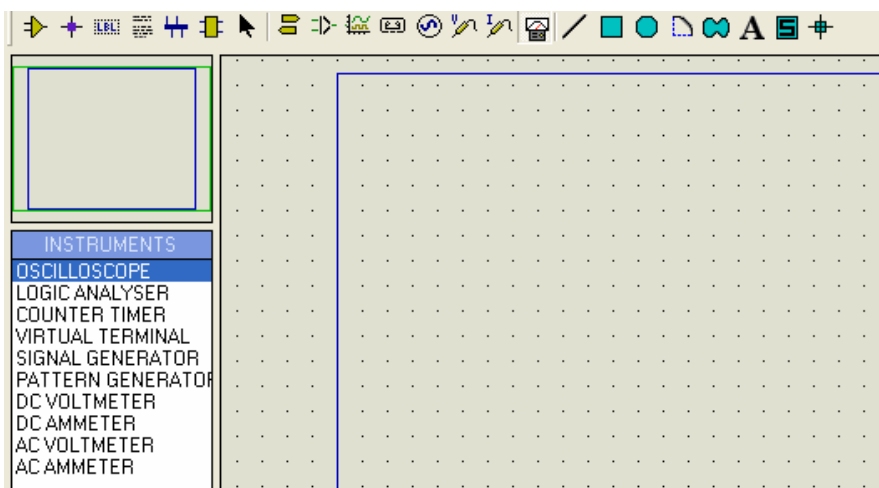 LBL
A
S
INSTRUMENTS
OSCILLOSCOPE
LOGIC ANALYSER
COUNTER TIMER
VIRTUAL TERMINAL
SIGNAL GENERATOR
PATTERN GENERATOR
DC VOLTMETER
DC AMMETER
AC VOLTMETER
AC AMMETER